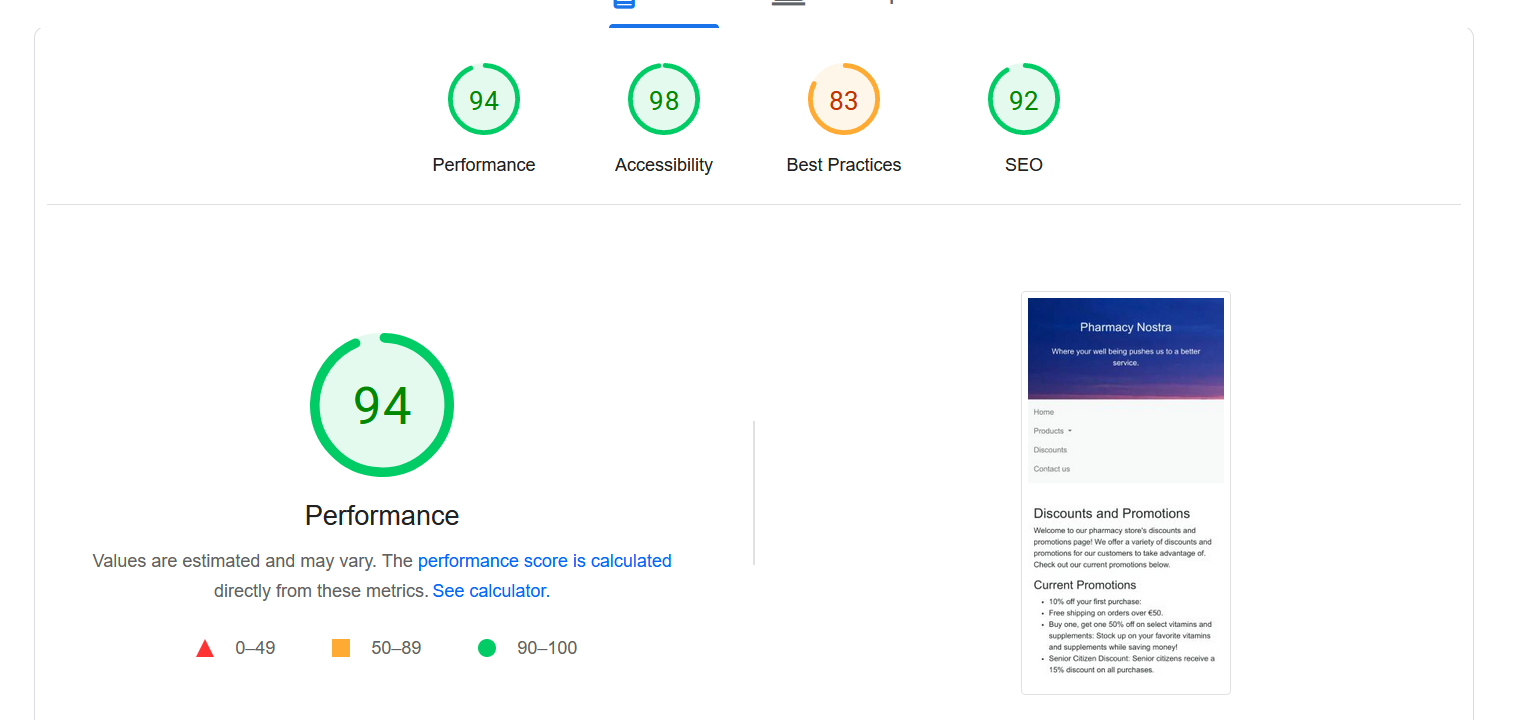 94
98
83
92
Performance
Accessibility
Best Practices
SEO
94
Performance
Values are estimated and may vary. The performance score is calculated
directly from these metrics. See calculator.
0–49
50–89
90–100
Pharmacy Nostra
Where your well being pushes us to a better
service.
Home
Products
Discounts
Contact us
Discounts and Promotions
Welcome to our pharmacy store's discounts and
promotions page! We offer a variety of discounts and
promotions for our customers to take advantage of.
Check out our current promotions below.
Current Promotions
• 10% off your first purchase:
• Free shipping on orders over €50.
• Buy one, get one 50% off on select vitamins and
supplements: Stock up on your favorite vitamins
and supplements while saving money!
• Senior Citizen Discount: Senior citizens receive a
15% discount on all purchases.